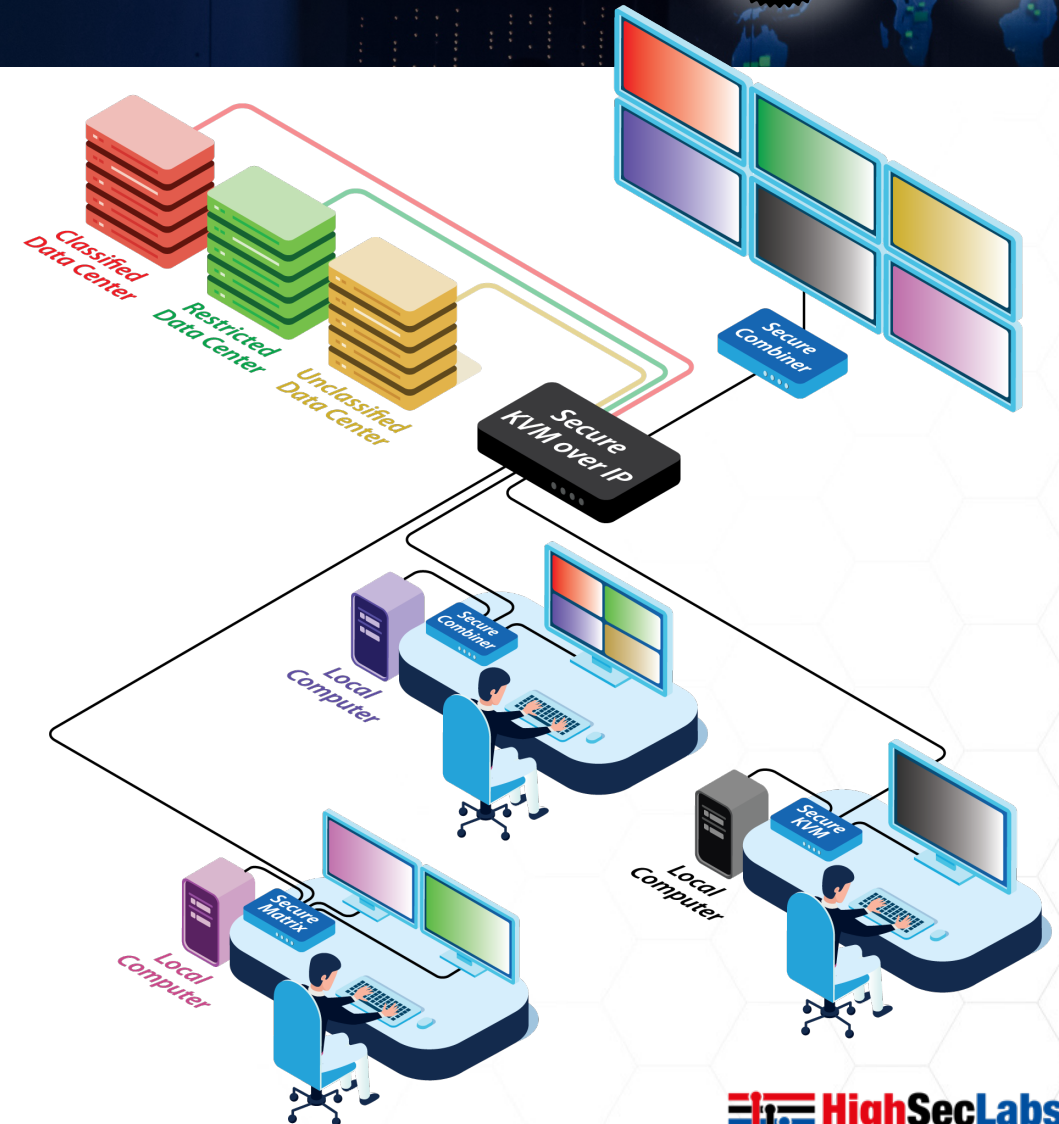 Classified
Data Center
Restricted
Data Center
Unclassified
Data Center
Secure
Combiner
Secure
KVM over IP
Secure
Combiner
Local
Computer
Secure
KVM
Local
Computer
Secure
Matrix
Local
Computer
HighSecLabs